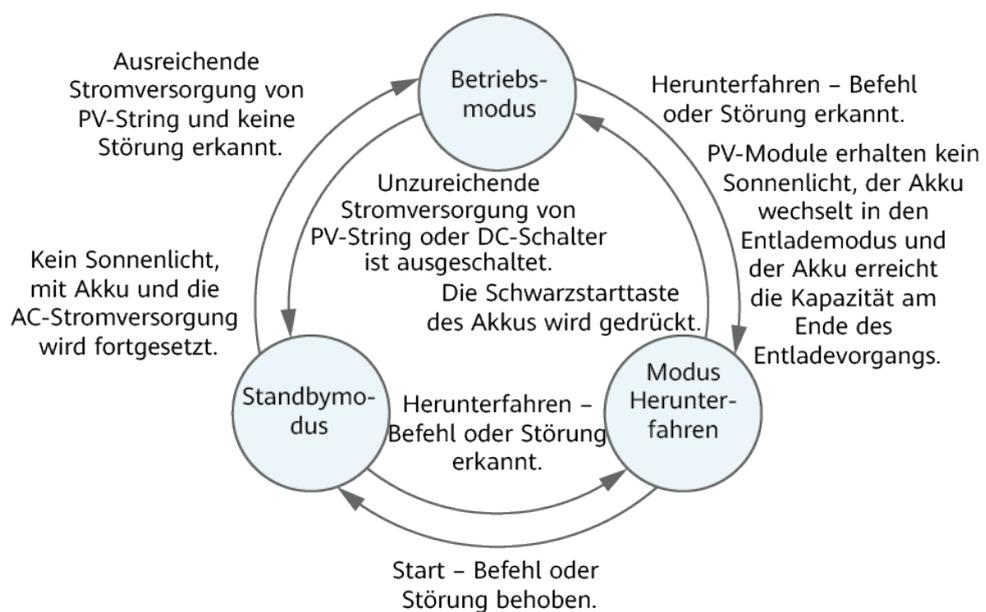 Ausreichende
Stromversorgung von
PV-String und keine
Störung erkannt.
Betriebs-
modus
Herunterfahren – Befehl
oder Störung erkannt.
PV-Module erhalten kein
Sonnenlicht, der Akku
wechselt in den
Entlademodus und
der Akku erreicht
die Kapazität am
Ende des
Entladevorgangs.
Unzureichende
Stromversorgung von
PV-String oder DC-Schalter
ist ausgeschaltet.
Kein Sonnenlicht,
mit Akku und die
AC-Stromversorgung
wird fortgesetzt.
Die Schwarzstarttaste
des Akkus wird gedrückt.
Standbymo-
dus
Herunterfahren –
Befehl oder Störung
erkannt.
Modus
Herunter-
fahren
Start – Befehl oder
Störung behoben.